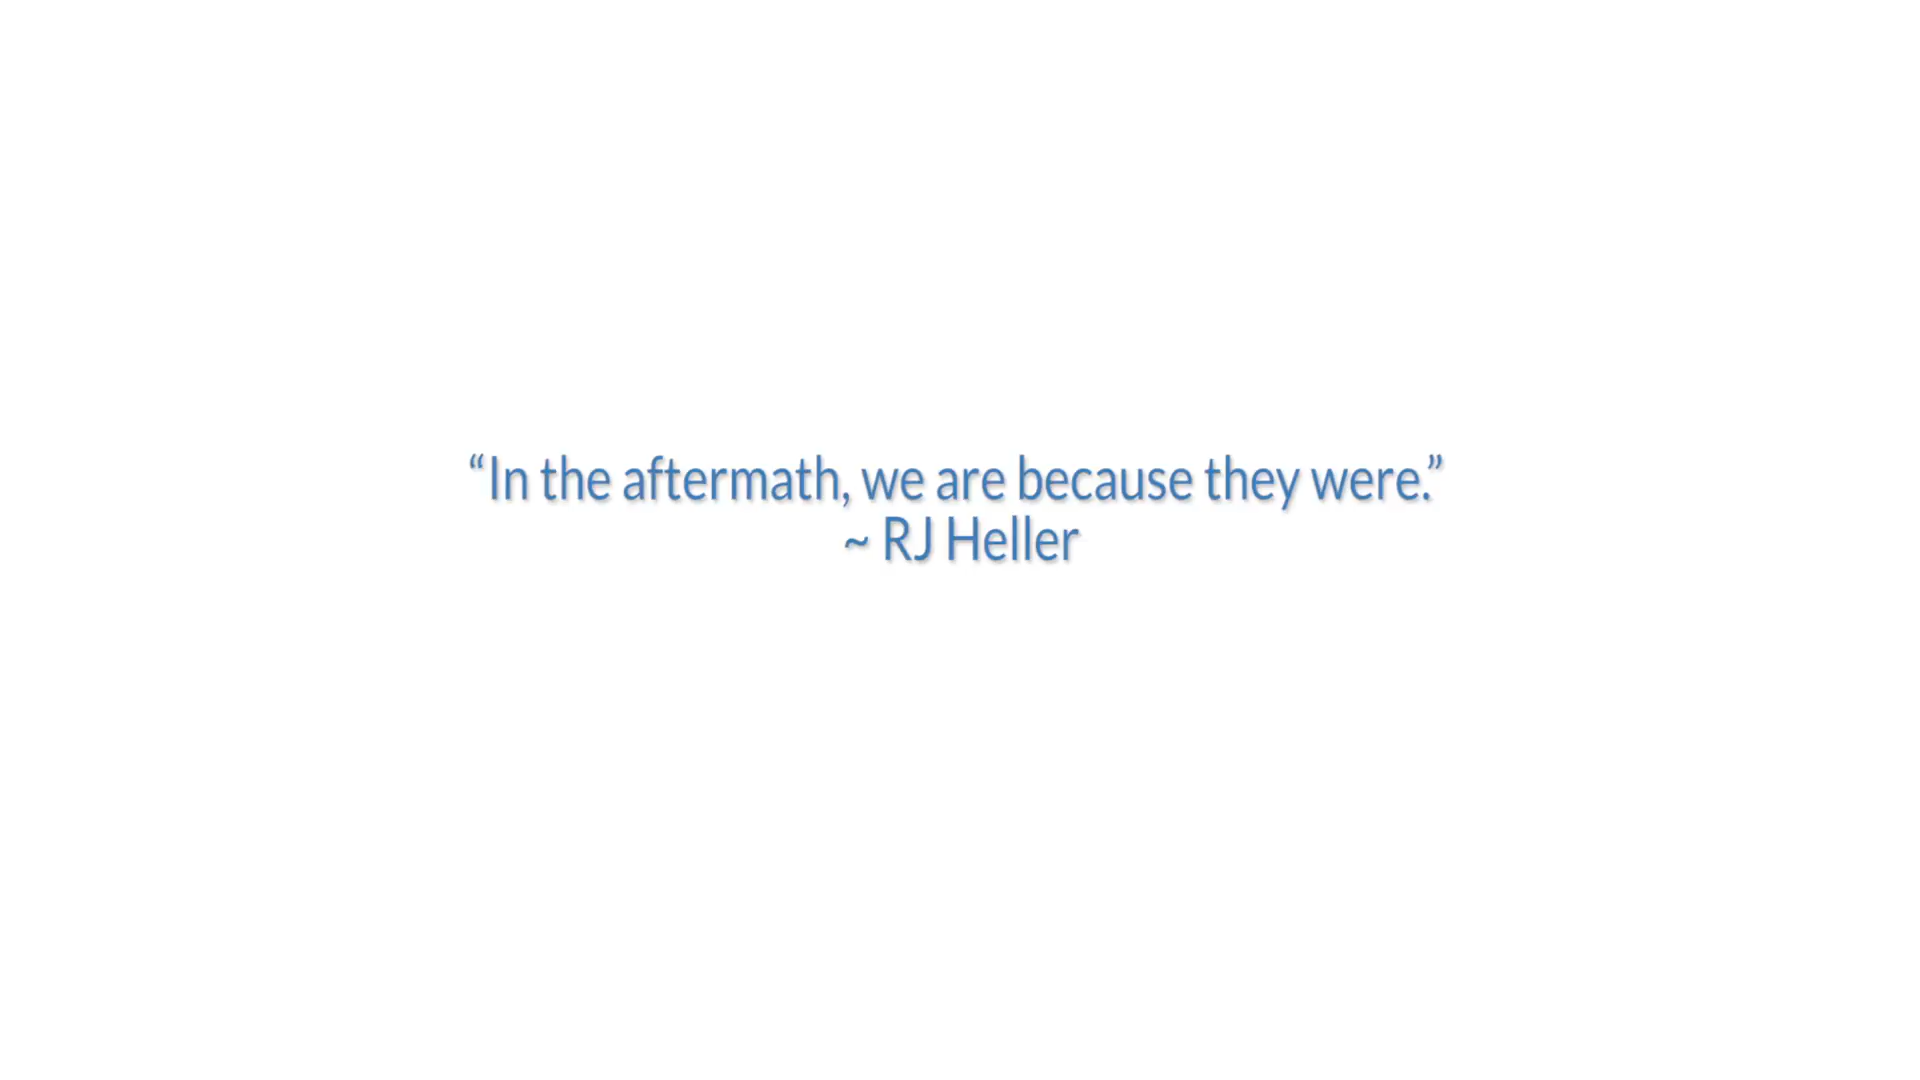 “In the aftermath, we are because they were.”
~ RJ Heller